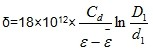 δ=18×10¹²× C_d / (ε − ε̄) ln D₁ / d₁